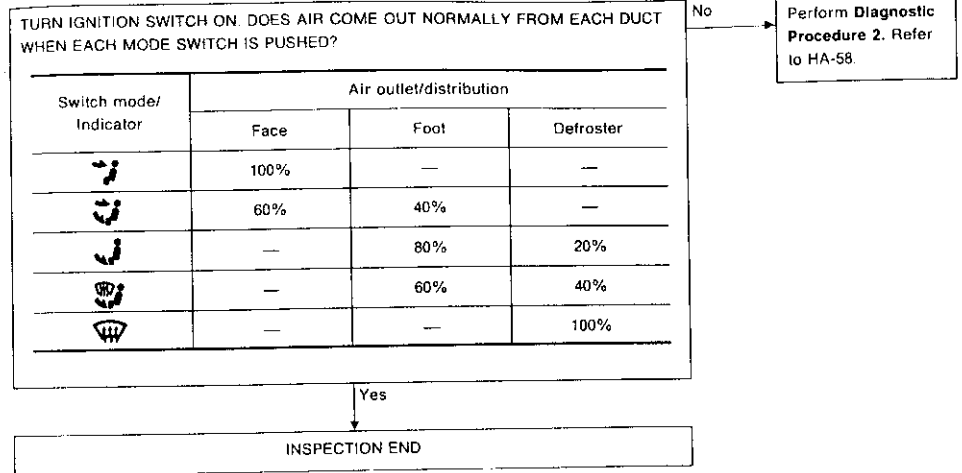 TURN IGNITION SWITCH ON. DOES AIR COME OUT NORMALLY FROM EACH DUCT
WHEN EACH MODE SWITCH IS PUSHED?
No
Perform Diagnostic
Procedure 2. Refer
to HA-58.
Switch mode/
Indicator
Air outlet/distribution
Face Foot Defroster
100% — —
60% 40% —
— 80% 20%
— 60% 40%
— — 100%
Yes
INSPECTION END